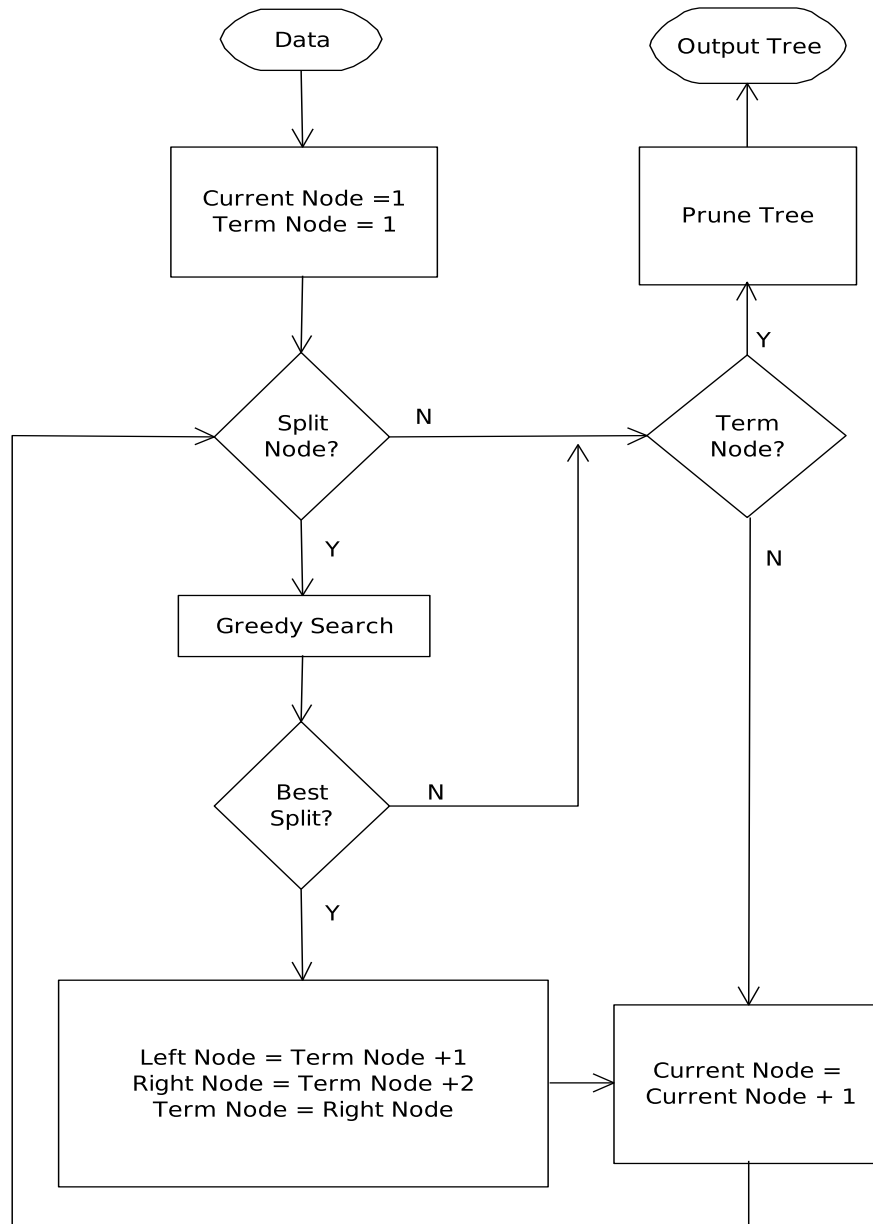 Data
Output Tree
Current Node =1
Term Node = 1
Prune Tree
Y
Split
Node?
N
Term
Node?
Y
N
Greedy Search
Best
Split?
N
Y
Left Node = Term Node +1
Right Node = Term Node +2
Term Node = Right Node
Current Node =
Current Node + 1